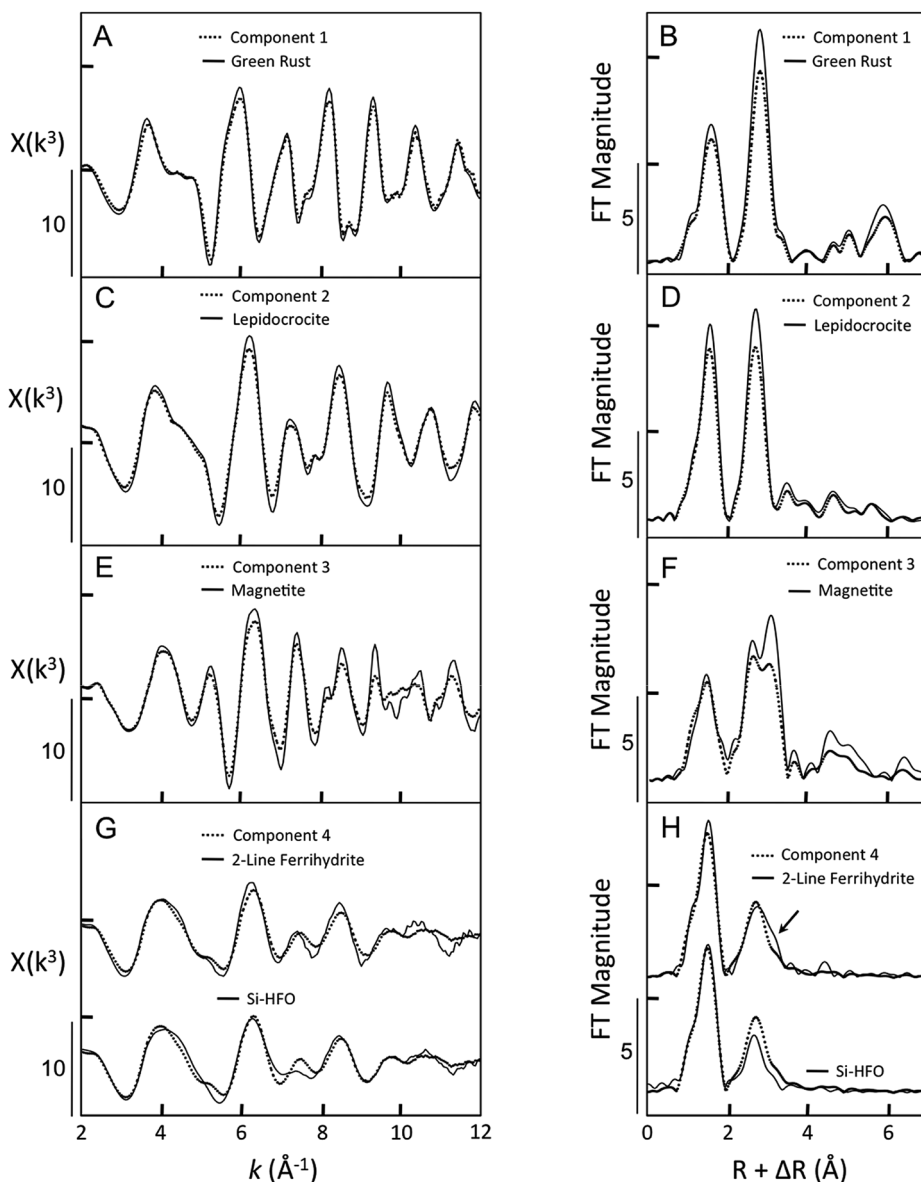 A
Component 1
Green Rust
X(k³)
10
B
Component 1
Green Rust
FT Magnitude
5
C
Component 2
Lepidocrocite
X(k³)
10
D
Component 2
Lepidocrocite
FT Magnitude
5
E
Component 3
Magnetite
X(k³)
10
F
Component 3
Magnetite
FT Magnitude
5
G
Component 4
2-Line Ferrihydrite
X(k³)
Si-HFO
10
2 4 6 8 10 12
k (Å⁻¹)
H
Component 4
2-Line Ferrihydrite
FT Magnitude
5
Si-HFO
0 2 4 6
R + ΔR (Å)